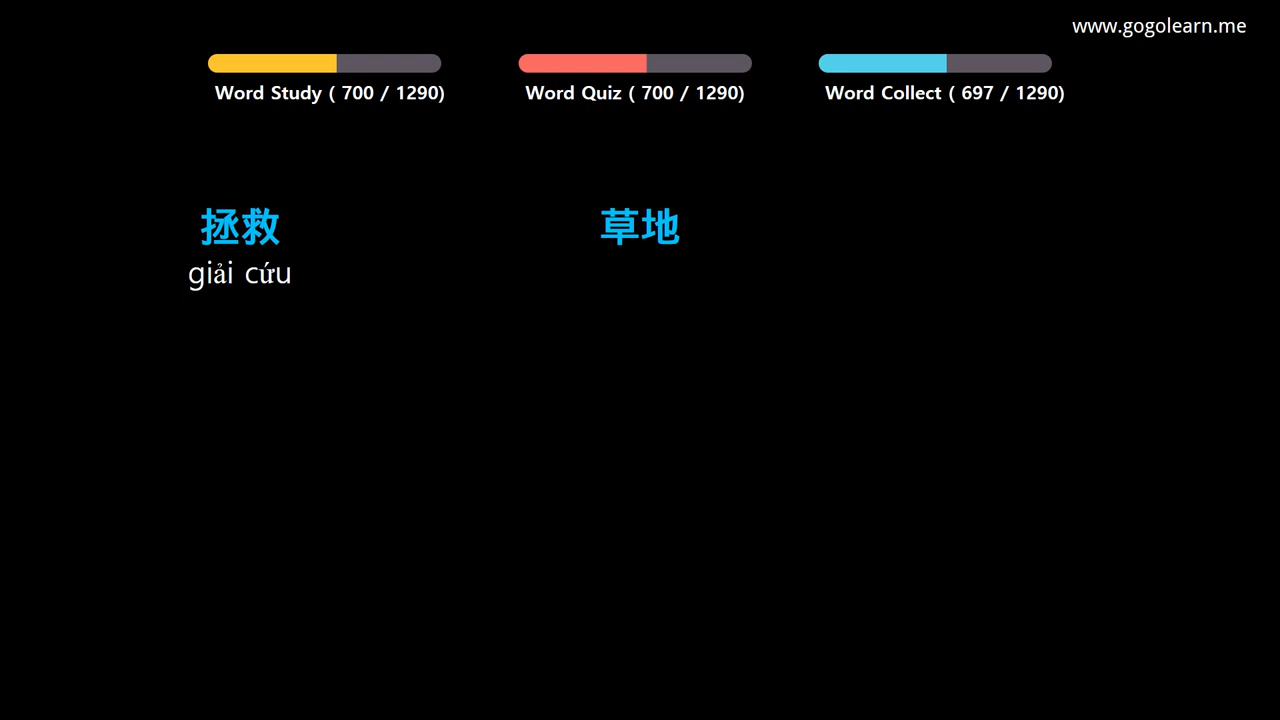 www.gogolearn.me
Word Study ( 700 / 1290)
Word Quiz ( 700 / 1290)
Word Collect ( 697 / 1290)
拯救
草地
giải cứu